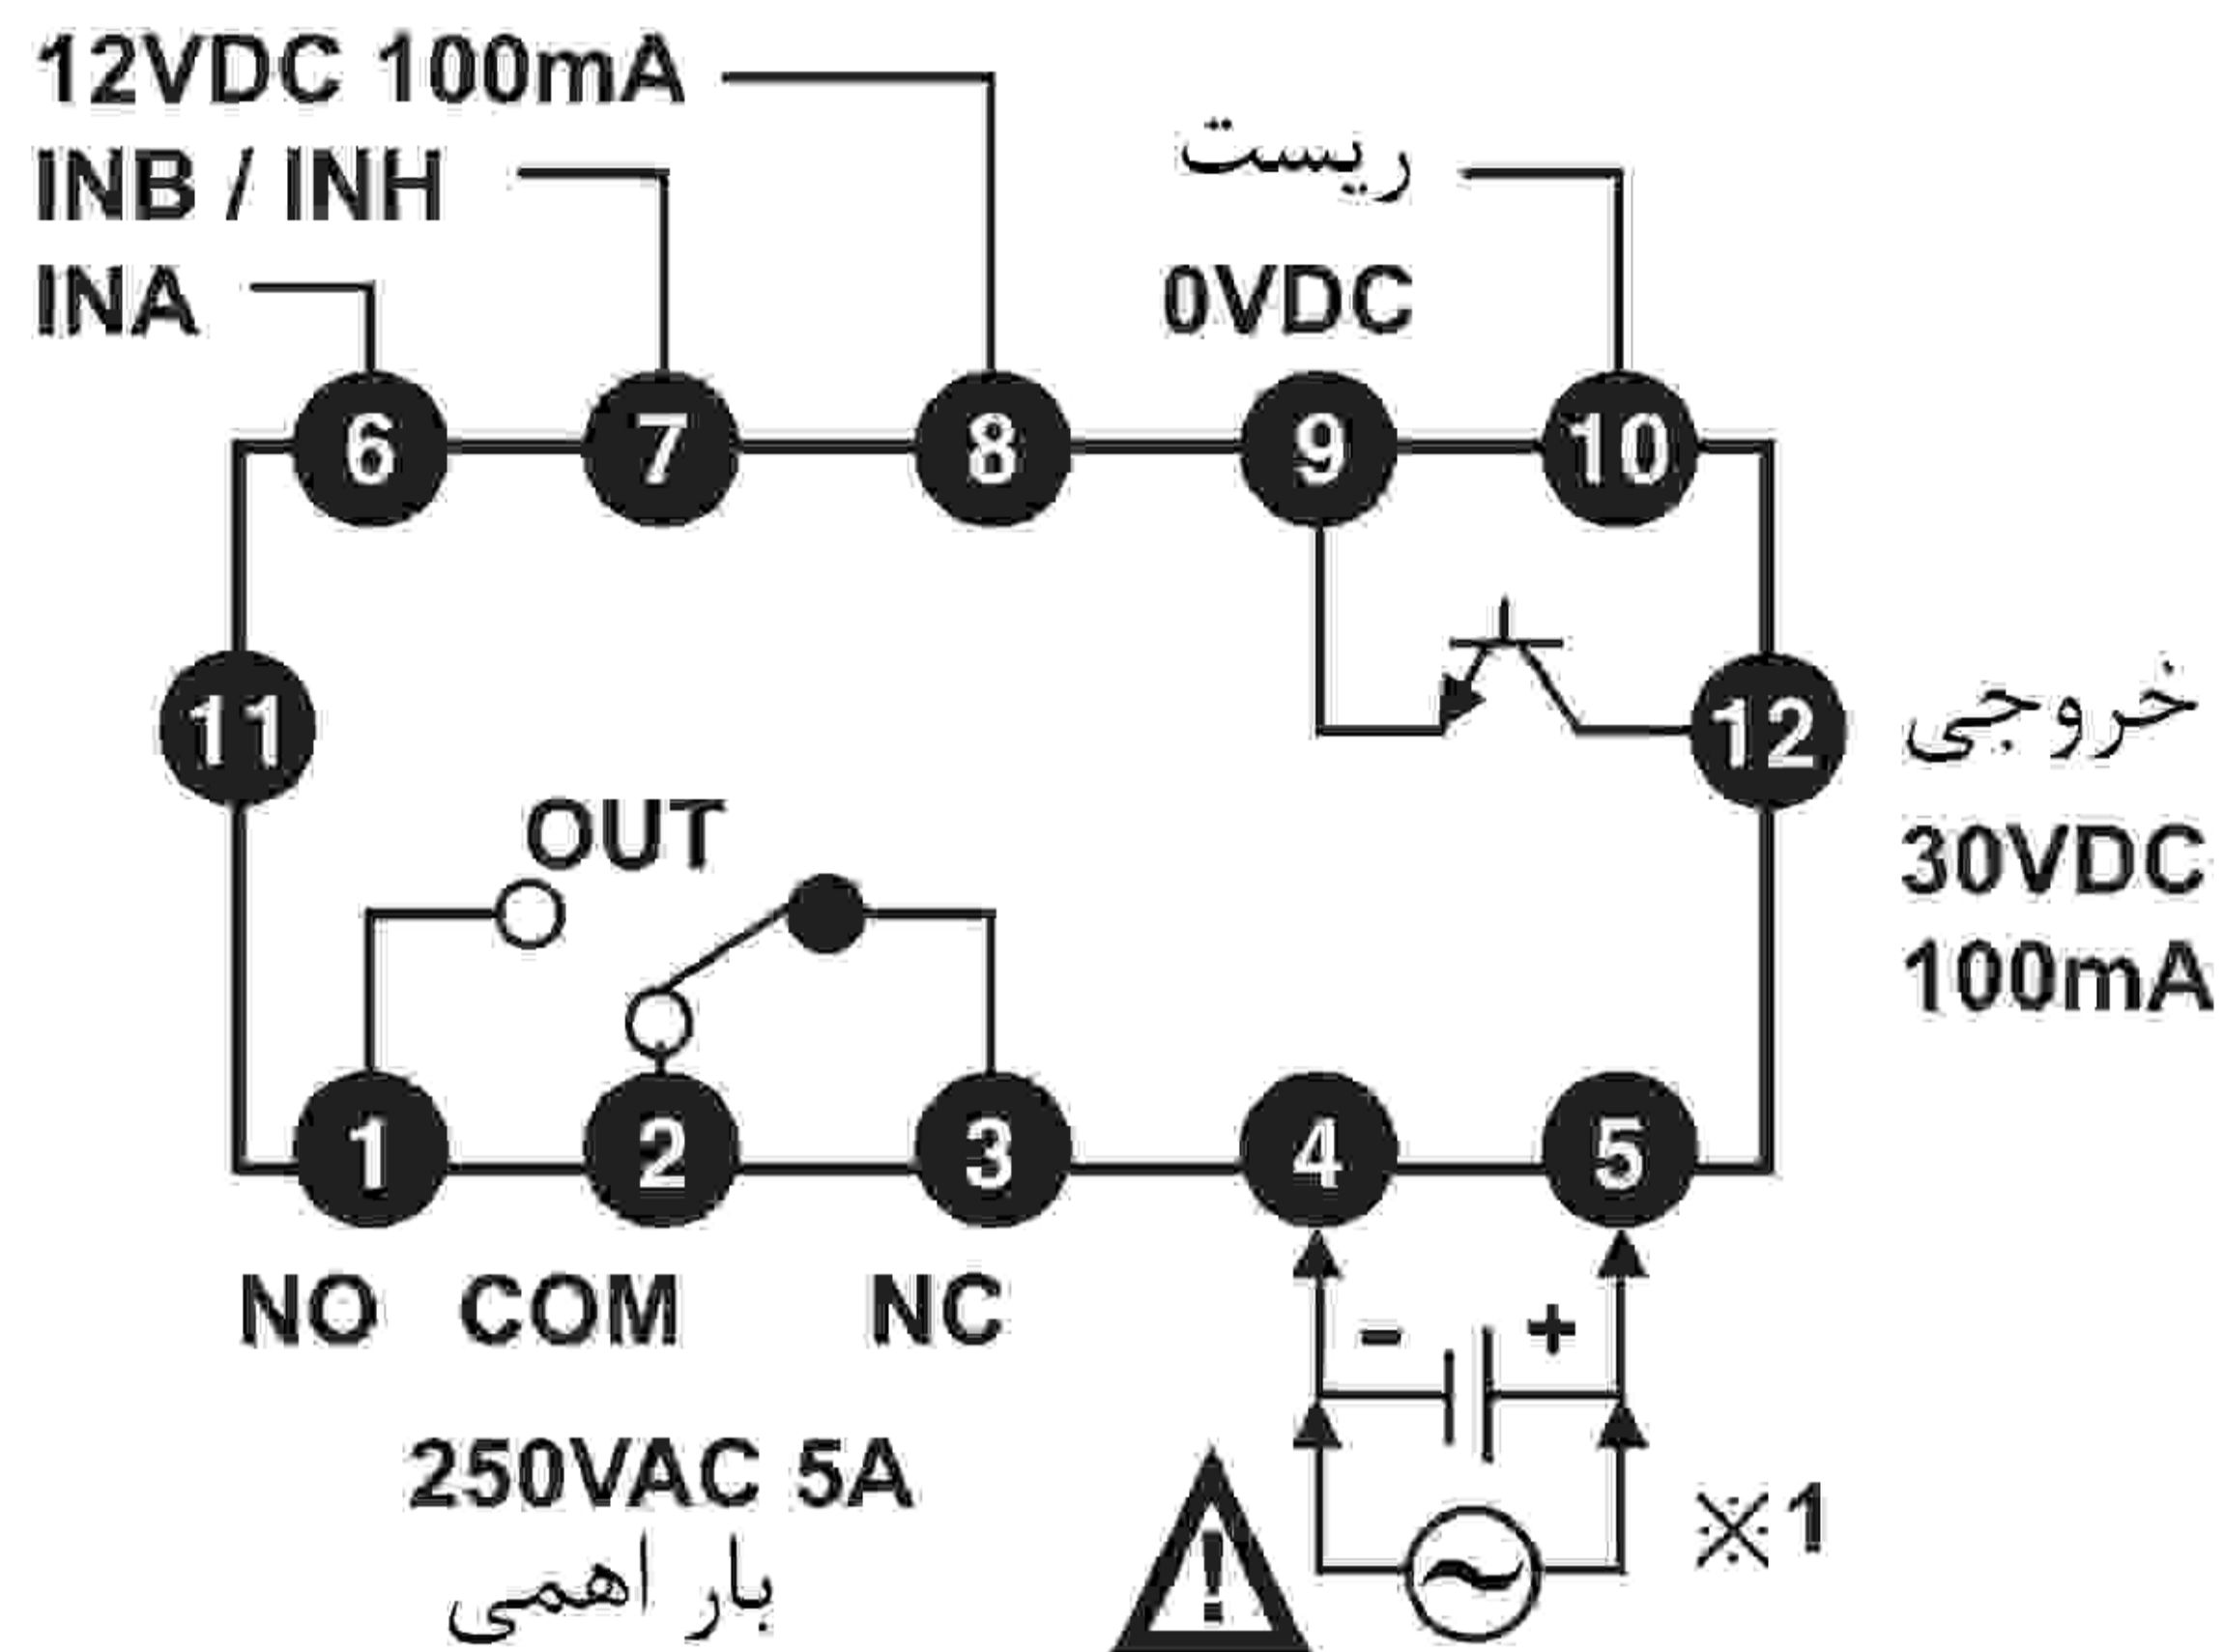 12VDC 100mA
INB / INH
INA
ریست
0VDC
6 7 8 9 10
11
12
خروجی
30VDC
100mA
OUT
1 2 3 4 5
NO COM NC
- +
250VAC 5A
بار اهمی
!
~
※1